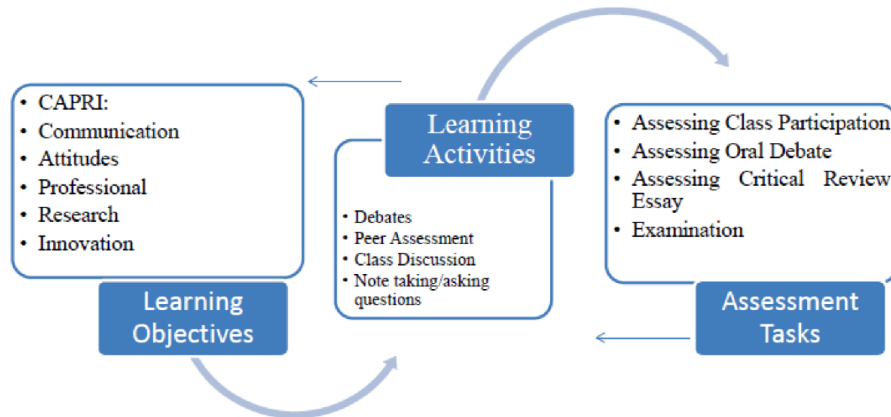 • CAPRI:
• Communication
• Attitudes
• Professional
• Research
• Innovation
Learning
Objectives
Learning
Activities
• Debates
• Peer Assessment
• Class Discussion
• Note taking/asking
questions
• Assessing Class Participation
• Assessing Oral Debate
• Assessing Critical Review
Essay
• Examination
Assessment
Tasks